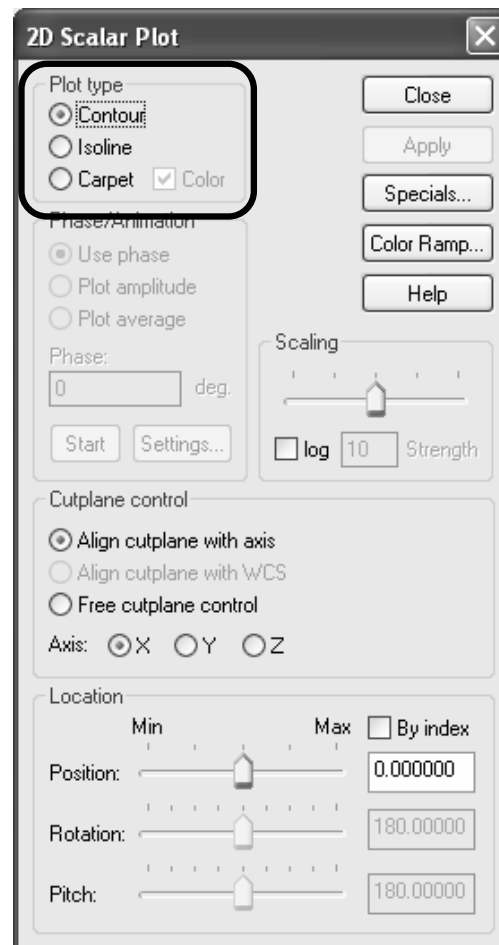 2D Scalar Plot
Plot type
Contour
Isoline
Carpet Color
Close
Apply
Specials...
Color Ramp...
Help
Phase/Animation
Use phase
Plot amplitude
Plot average
Phase:
0 deg.
Start Settings...
Scaling
log 10 Strength
Cutplane control
Align cutplane with axis
Align cutplane with WCS
Free cutplane control
Axis: X Y Z
Location
Min Max By index
Position: 0.000000
Rotation: 180.00000
Pitch: 180.00000